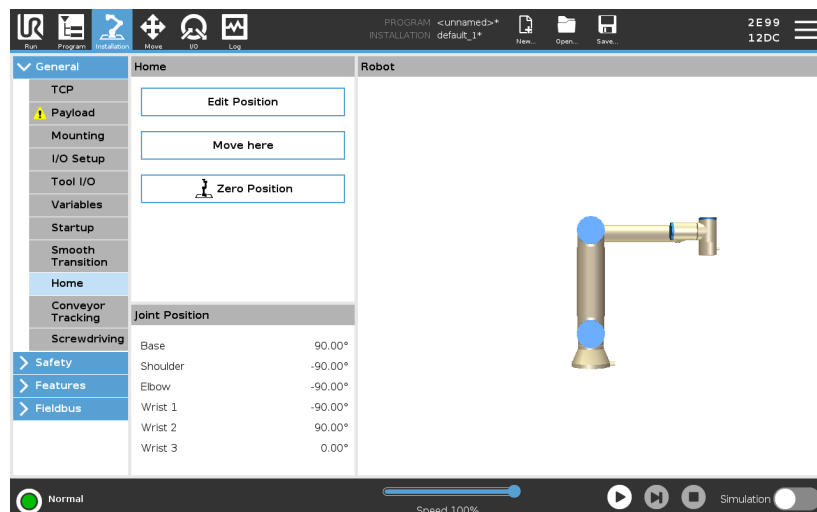 UR
Run
Program
Installation
Move
I/O
Log
PROGRAM <unnamed>*
INSTALLATION default_1*
New...
Open...
Save...
2E99
12DC
General
TCP
Payload
Mounting
I/O Setup
Tool I/O
Variables
Startup
Smooth
Transition
Home
Conveyor
Tracking
Screwdriving
Safety
Features
Fieldbus
Home
Edit Position
Move here
Zero Position
Joint Position
Base 90.00°
Shoulder -90.00°
Elbow -90.00°
Wrist 1 -90.00°
Wrist 2 90.00°
Wrist 3 0.00°
Robot
Normal
Speed 100%
Simulation